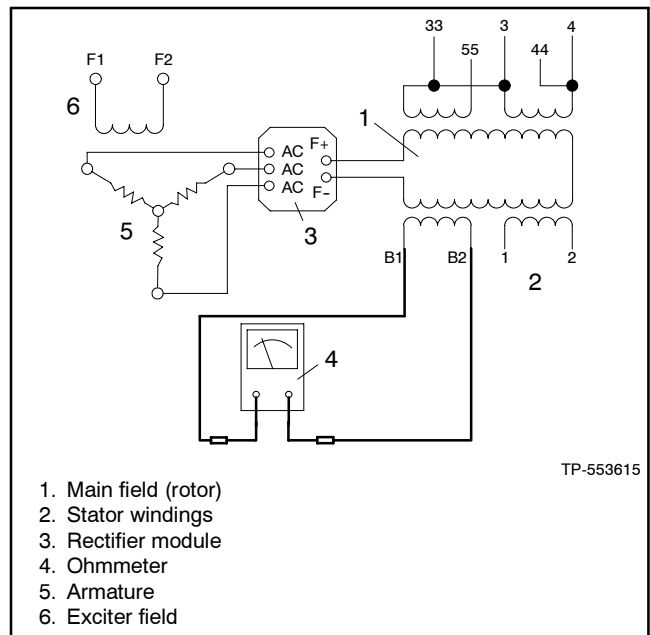 33 3 4
55 44
F1 F2
6
1
AC F+
AC
AC F−
5
3
B1 B2 1 2
2
4
TP-553615
1. Main field (rotor)
2. Stator windings
3. Rectifier module
4. Ohmmeter
5. Armature
6. Exciter field